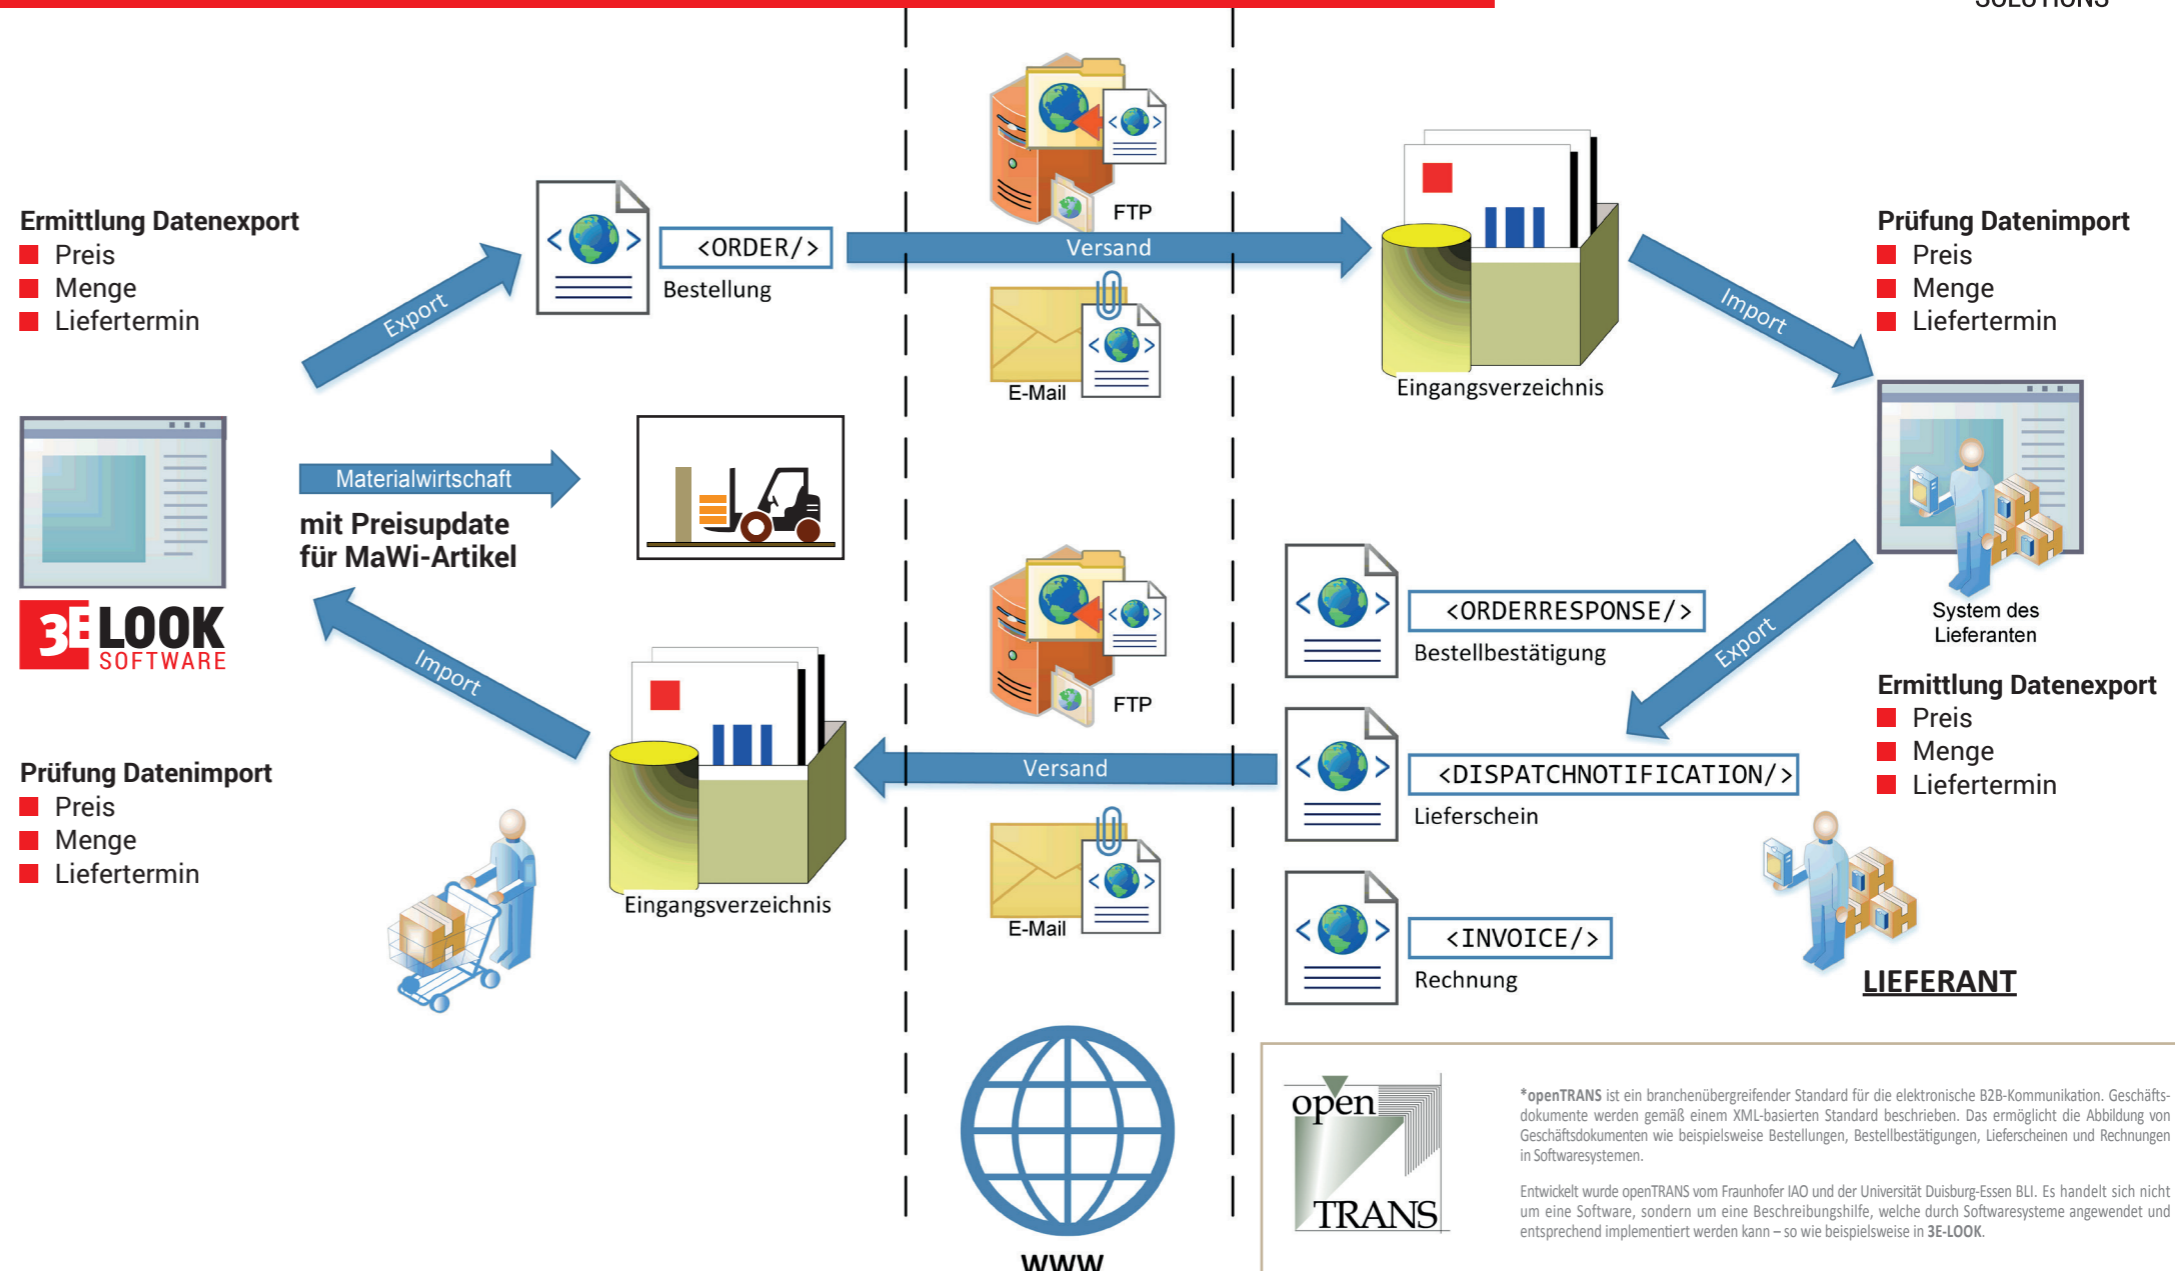 SOLUTIONS
Ermittlung Datenexport
Preis
Menge
Liefertermin
Export
<ORDER/>
Bestellung
FTP
Versand
E-Mail
Eingangsverzeichnis
Import
Prüfung Datenimport
Preis
Menge
Liefertermin
Materialwirtschaft
mit Preisupdate
für MaWi-Artikel
3E LOOK
SOFTWARE
Import
Prüfung Datenimport
Preis
Menge
Liefertermin
Eingangsverzeichnis
FTP
Versand
E-Mail
<ORDERRESPONSE/>
Bestellbestätigung
<DISPATCHNOTIFICATION/>
Lieferschein
<INVOICE/>
Rechnung
Export
System des
Lieferanten
Ermittlung Datenexport
Preis
Menge
Liefertermin
LIEFERANT
WWW
open
TRANS
*openTRANS ist ein branchenübergreifender Standard für die elektronische B2B-Kommunikation. Geschäfts-
dokumente werden gemäß einem XML-basierten Standard beschrieben. Das ermöglicht die Abbildung von
Geschäftsdokumenten wie beispielsweise Bestellungen, Bestellbestätigungen, Lieferscheinen und Rechnungen
in Softwaresystemen.
Entwickelt wurde openTRANS vom Fraunhofer IAO und der Universität Duisburg-Essen BLI. Es handelt sich nicht
um eine Software, sondern um eine Beschreibungshilfe, welche durch Softwaresysteme angewendet und
entsprechend implementiert werden kann – so wie beispielsweise in 3E-LOOK.